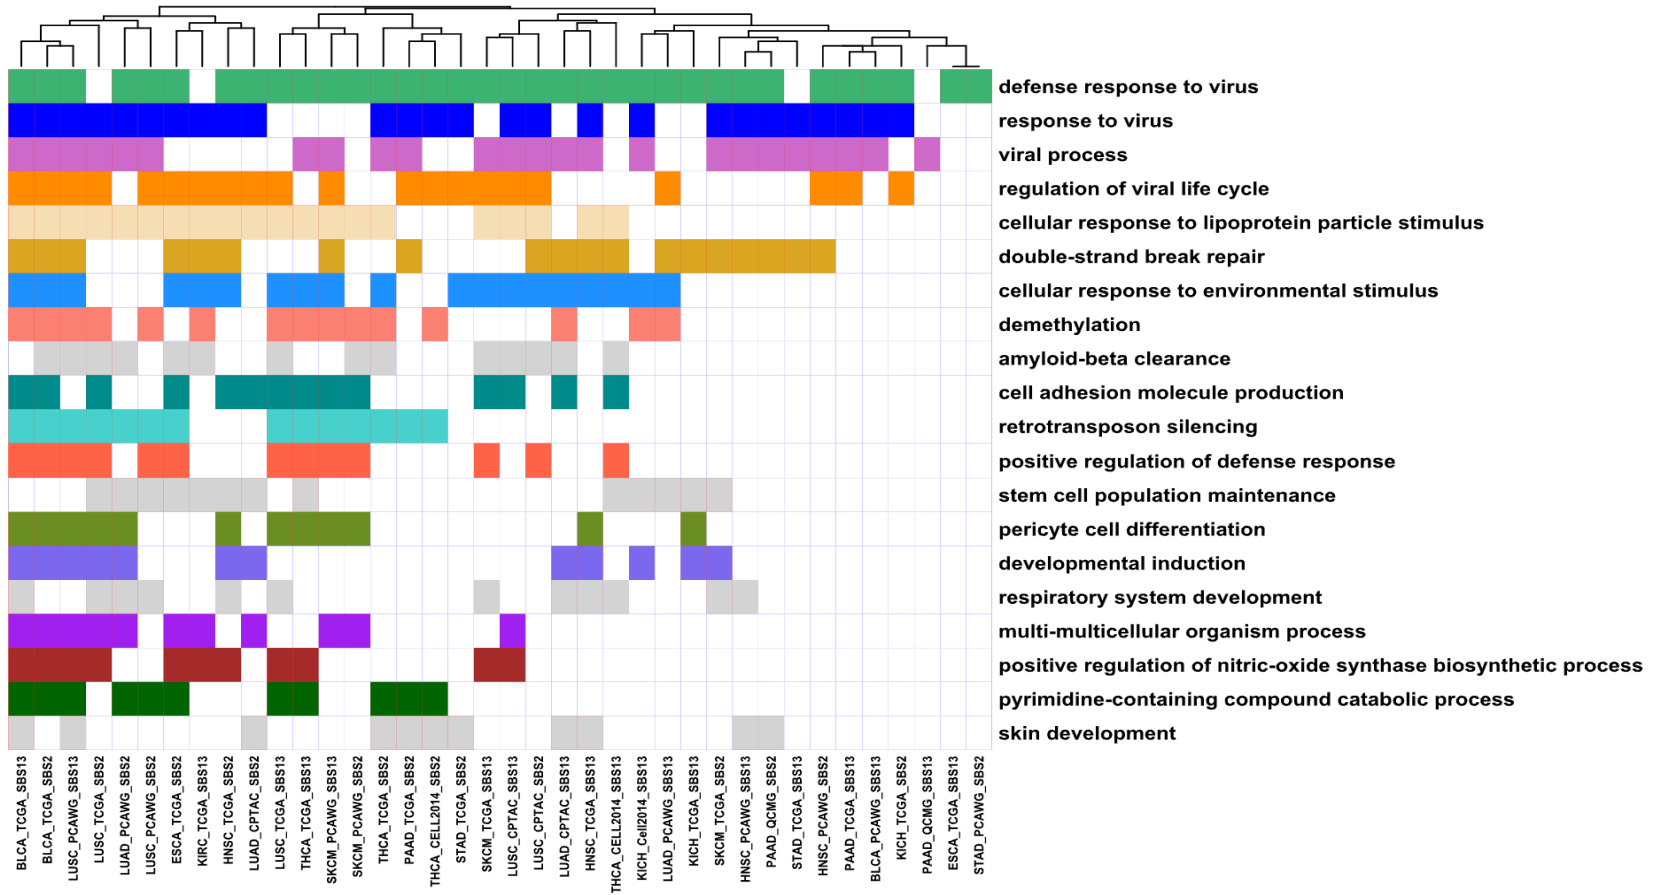 defense response to virus
response to virus
viral process
regulation of viral life cycle
cellular response to lipoprotein particle stimulus
double-strand break repair
cellular response to environmental stimulus
demethylation
amyloid-beta clearance
cell adhesion molecule production
retrotransposon silencing
positive regulation of defense response
stem cell population maintenance
pericyte cell differentiation
developmental induction
respiratory system development
multi-multicellular organism process
positive regulation of nitric-oxide synthase biosynthetic process
pyrimidine-containing compound catabolic process
skin development
BLCA_TCGA_SBS13
BLCA_TCGA_SBS2
LUSC_PCAWG_SBS13
LUSC_TCGA_SBS2
LUAD_PCAWG_SBS2
LUSC_PCAWG_SBS2
ESCA_TCGA_SBS2
KIRC_TCGA_SBS13
HNSC_TCGA_SBS2
LUAD_CPTAC_SBS2
LUSC_TCGA_SBS13
THCA_TCGA_SBS13
SKCM_PCAWG_SBS13
SKCM_PCAWG_SBS2
THCA_TCGA_SBS2
PAAD_TCGA_SBS2
THCA_CELL2014_SBS2
STAD_TCGA_SBS2
SKCM_TCGA_SBS13
LUSC_CPTAC_SBS13
LUSC_CPTAC_SBS2
LUAD_CPTAC_SBS13
HNSC_TCGA_SBS13
THCA_CELL2014_SBS13
KICH_Cell2014_SBS13
LUAD_PCAWG_SBS13
KICH_TCGA_SBS13
SKCM_TCGA_SBS2
HNSC_PCAWG_SBS13
PAAD_QCMG_SBS2
STAD_TCGA_SBS13
HNSC_PCAWG_SBS2
PAAD_TCGA_SBS13
BLCA_PCAWG_SBS13
KICH_TCGA_SBS2
PAAD_QCMG_SBS13
ESCA_TCGA_SBS13
STAD_PCAWG_SBS2